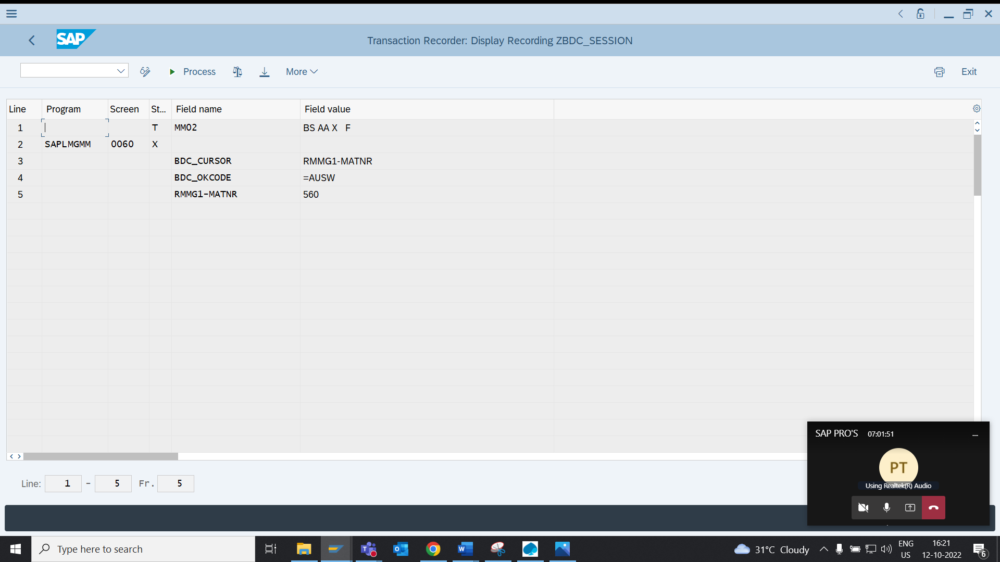 SAP
Transaction Recorder: Display Recording ZBDC_SESSION
Process More Exit
Line Program Screen St... Field name Field value
1 T MM02 BS AA X F
2 SAPLMGMM 0060 X
3 BDC_CURSOR RMMG1-MATNR
4 BDC_OKCODE =AUSW
5 RMMG1-MATNR 560
SAP PRO'S 07:01:51
PT
Using Realtek(R) Audio
Line: 1 - 5 Fr. 5
Type here to search
31°C Cloudy
ENG
US
16:21
12-10-2022
6